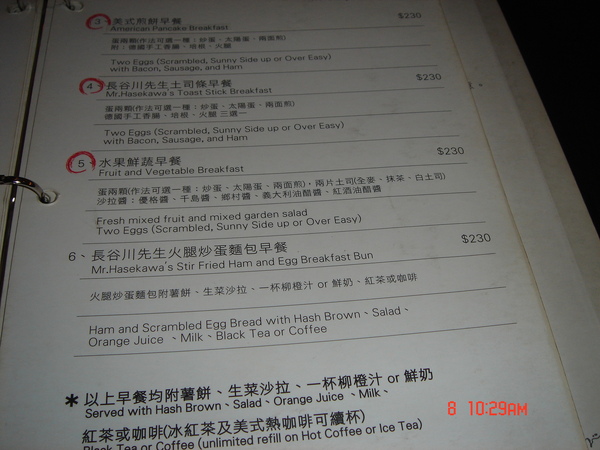 3 美式煎餅早餐 $230
American Pancake Breakfast
蛋兩顆(作法可選一種：炒蛋、太陽蛋、兩面煎)
附：德國手工香腸、培根、火腿
Two Eggs (Scrambled, Sunny Side up or Over Easy)
with Bacon, Sausage, and Ham
4 長谷川先生土司條早餐 $230
Mr.Hasekawa's Toast Stick Breakfast
蛋兩顆(作法可選一種：炒蛋、太陽蛋、兩面煎)
德國手工香腸、培根、火腿 三選一
Two Eggs (Scrambled, Sunny Side up or Over Easy)
with Bacon, Sausage, and Ham
5 水果鮮蔬早餐 $230
Fruit and Vegetable Breakfast
蛋兩顆(作法可選一種：炒蛋、太陽蛋、兩面煎)，兩片土司(全麥、抹茶、白土司)
沙拉醬：優格醬、千島醬、鄉村醬、義大利油醋醬、紅酒油醋醬
Fresh mixed fruit and mixed garden salad
Two Eggs (Scrambled, Sunny Side up or Over Easy)
6、長谷川先生火腿炒蛋麵包早餐 $230
Mr.Hasekawa's Stir Fried Ham and Egg Breakfast Bun
火腿炒蛋麵包附薯餅、生菜沙拉、一杯柳橙汁 or 鮮奶、紅茶或咖啡
Ham and Scrambled Egg Bread with Hash Brown、Salad、
Orange Juice 、Milk、Black Tea or Coffee
* 以上早餐均附薯餅、生菜沙拉、一杯柳橙汁 or 鮮奶
Served with Hash Brown、Salad、Orange Juice 、Milk、
紅茶或咖啡(冰紅茶及美式熱咖啡可續杯)
Black Tea or Coffee (unlimited refill on Hot Coffee or Ice Tea)
8 10:29AM